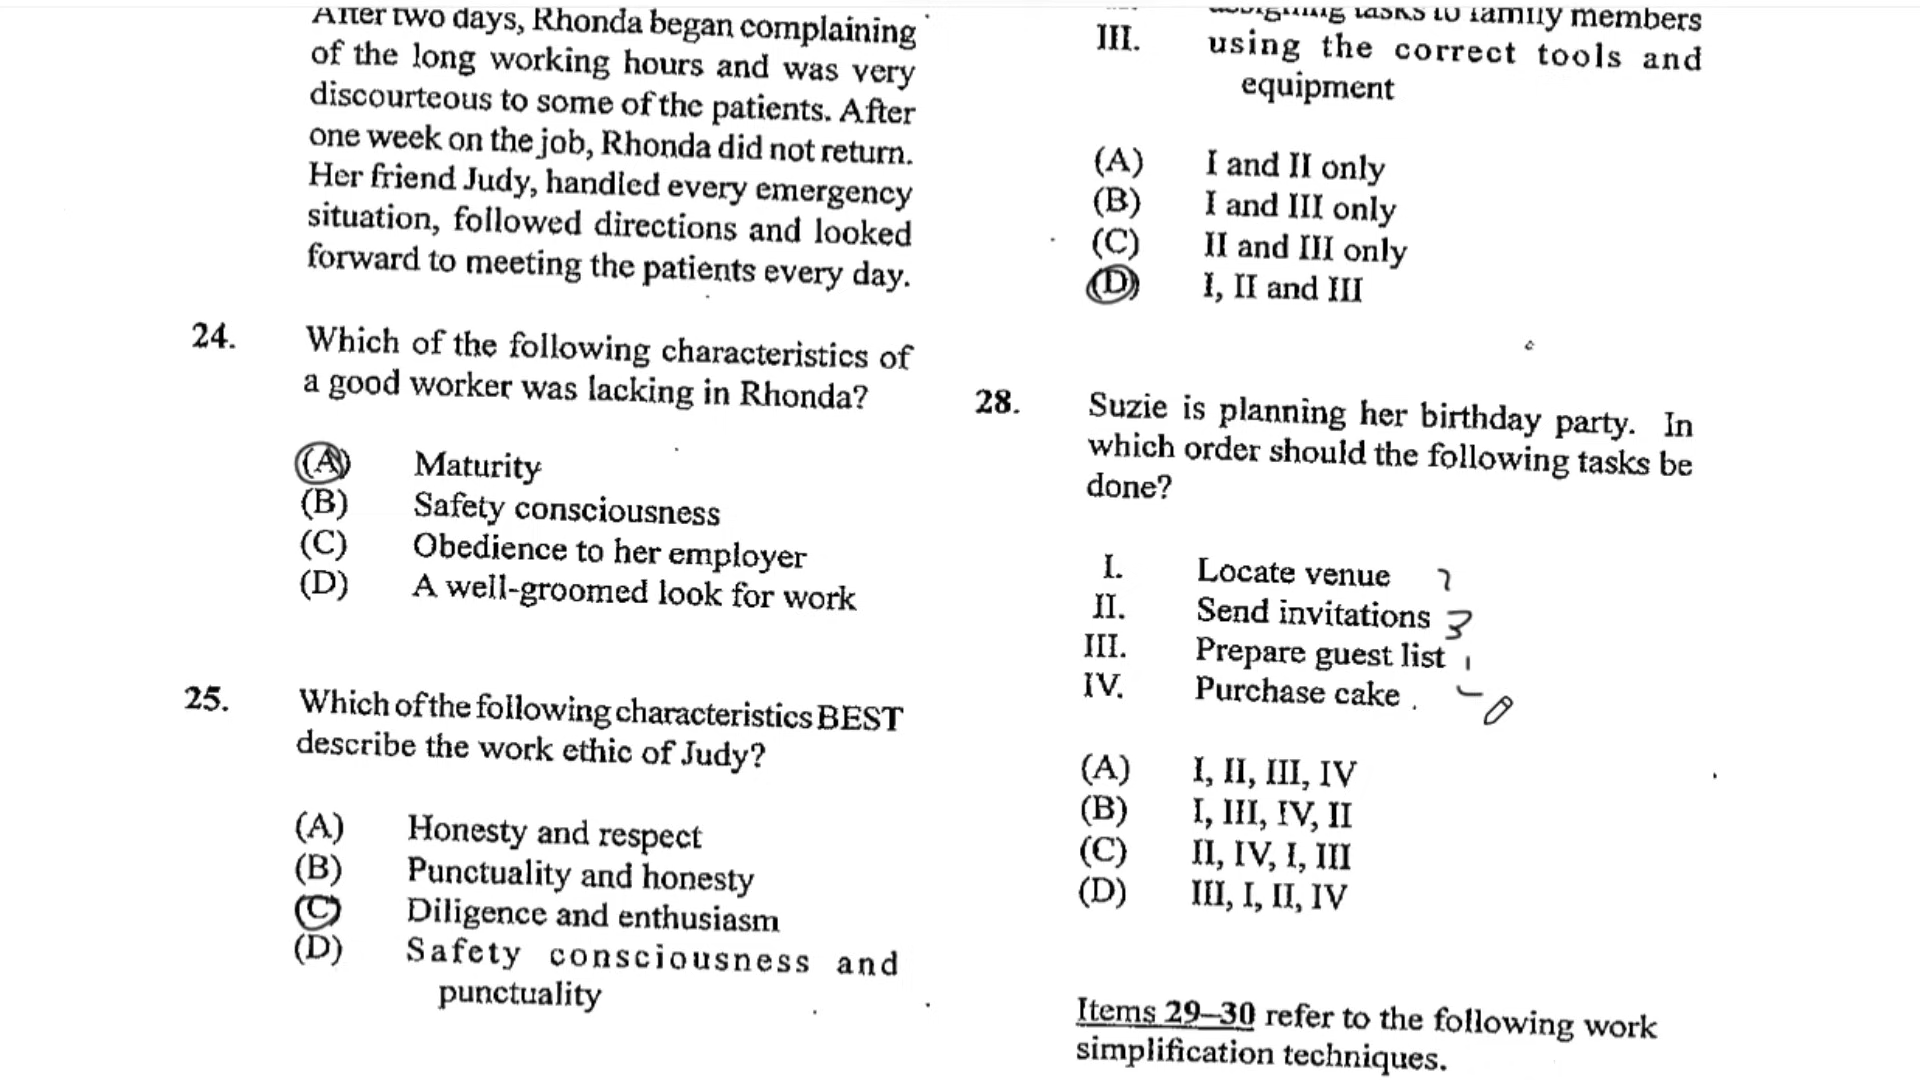 After two days, Rhonda began complaining
of the long working hours and was very
discourteous to some of the patients. After
one week on the job, Rhonda did not return.
Her friend Judy, handled every emergency
situation, followed directions and looked
forward to meeting the patients every day.
24. Which of the following characteristics of
a good worker was lacking in Rhonda?
(A) Maturity
(B) Safety consciousness
(C) Obedience to her employer
(D) A well-groomed look for work
25. Which of the following characteristics BEST
describe the work ethic of Judy?
(A) Honesty and respect
(B) Punctuality and honesty
(C) Diligence and enthusiasm
(D) Safety consciousness and
punctuality
assigning tasks to family members
III. using the correct tools and
equipment
(A) I and II only
(B) I and III only
(C) II and III only
(D) I, II and III
28. Suzie is planning her birthday party. In
which order should the following tasks be
done?
I. Locate venue
II. Send invitations 3
III. Prepare guest list 1
IV. Purchase cake
(A) I, II, III, IV
(B) I, III, IV, II
(C) II, IV, I, III
(D) III, I, II, IV
Items 29–30 refer to the following work
simplification techniques.